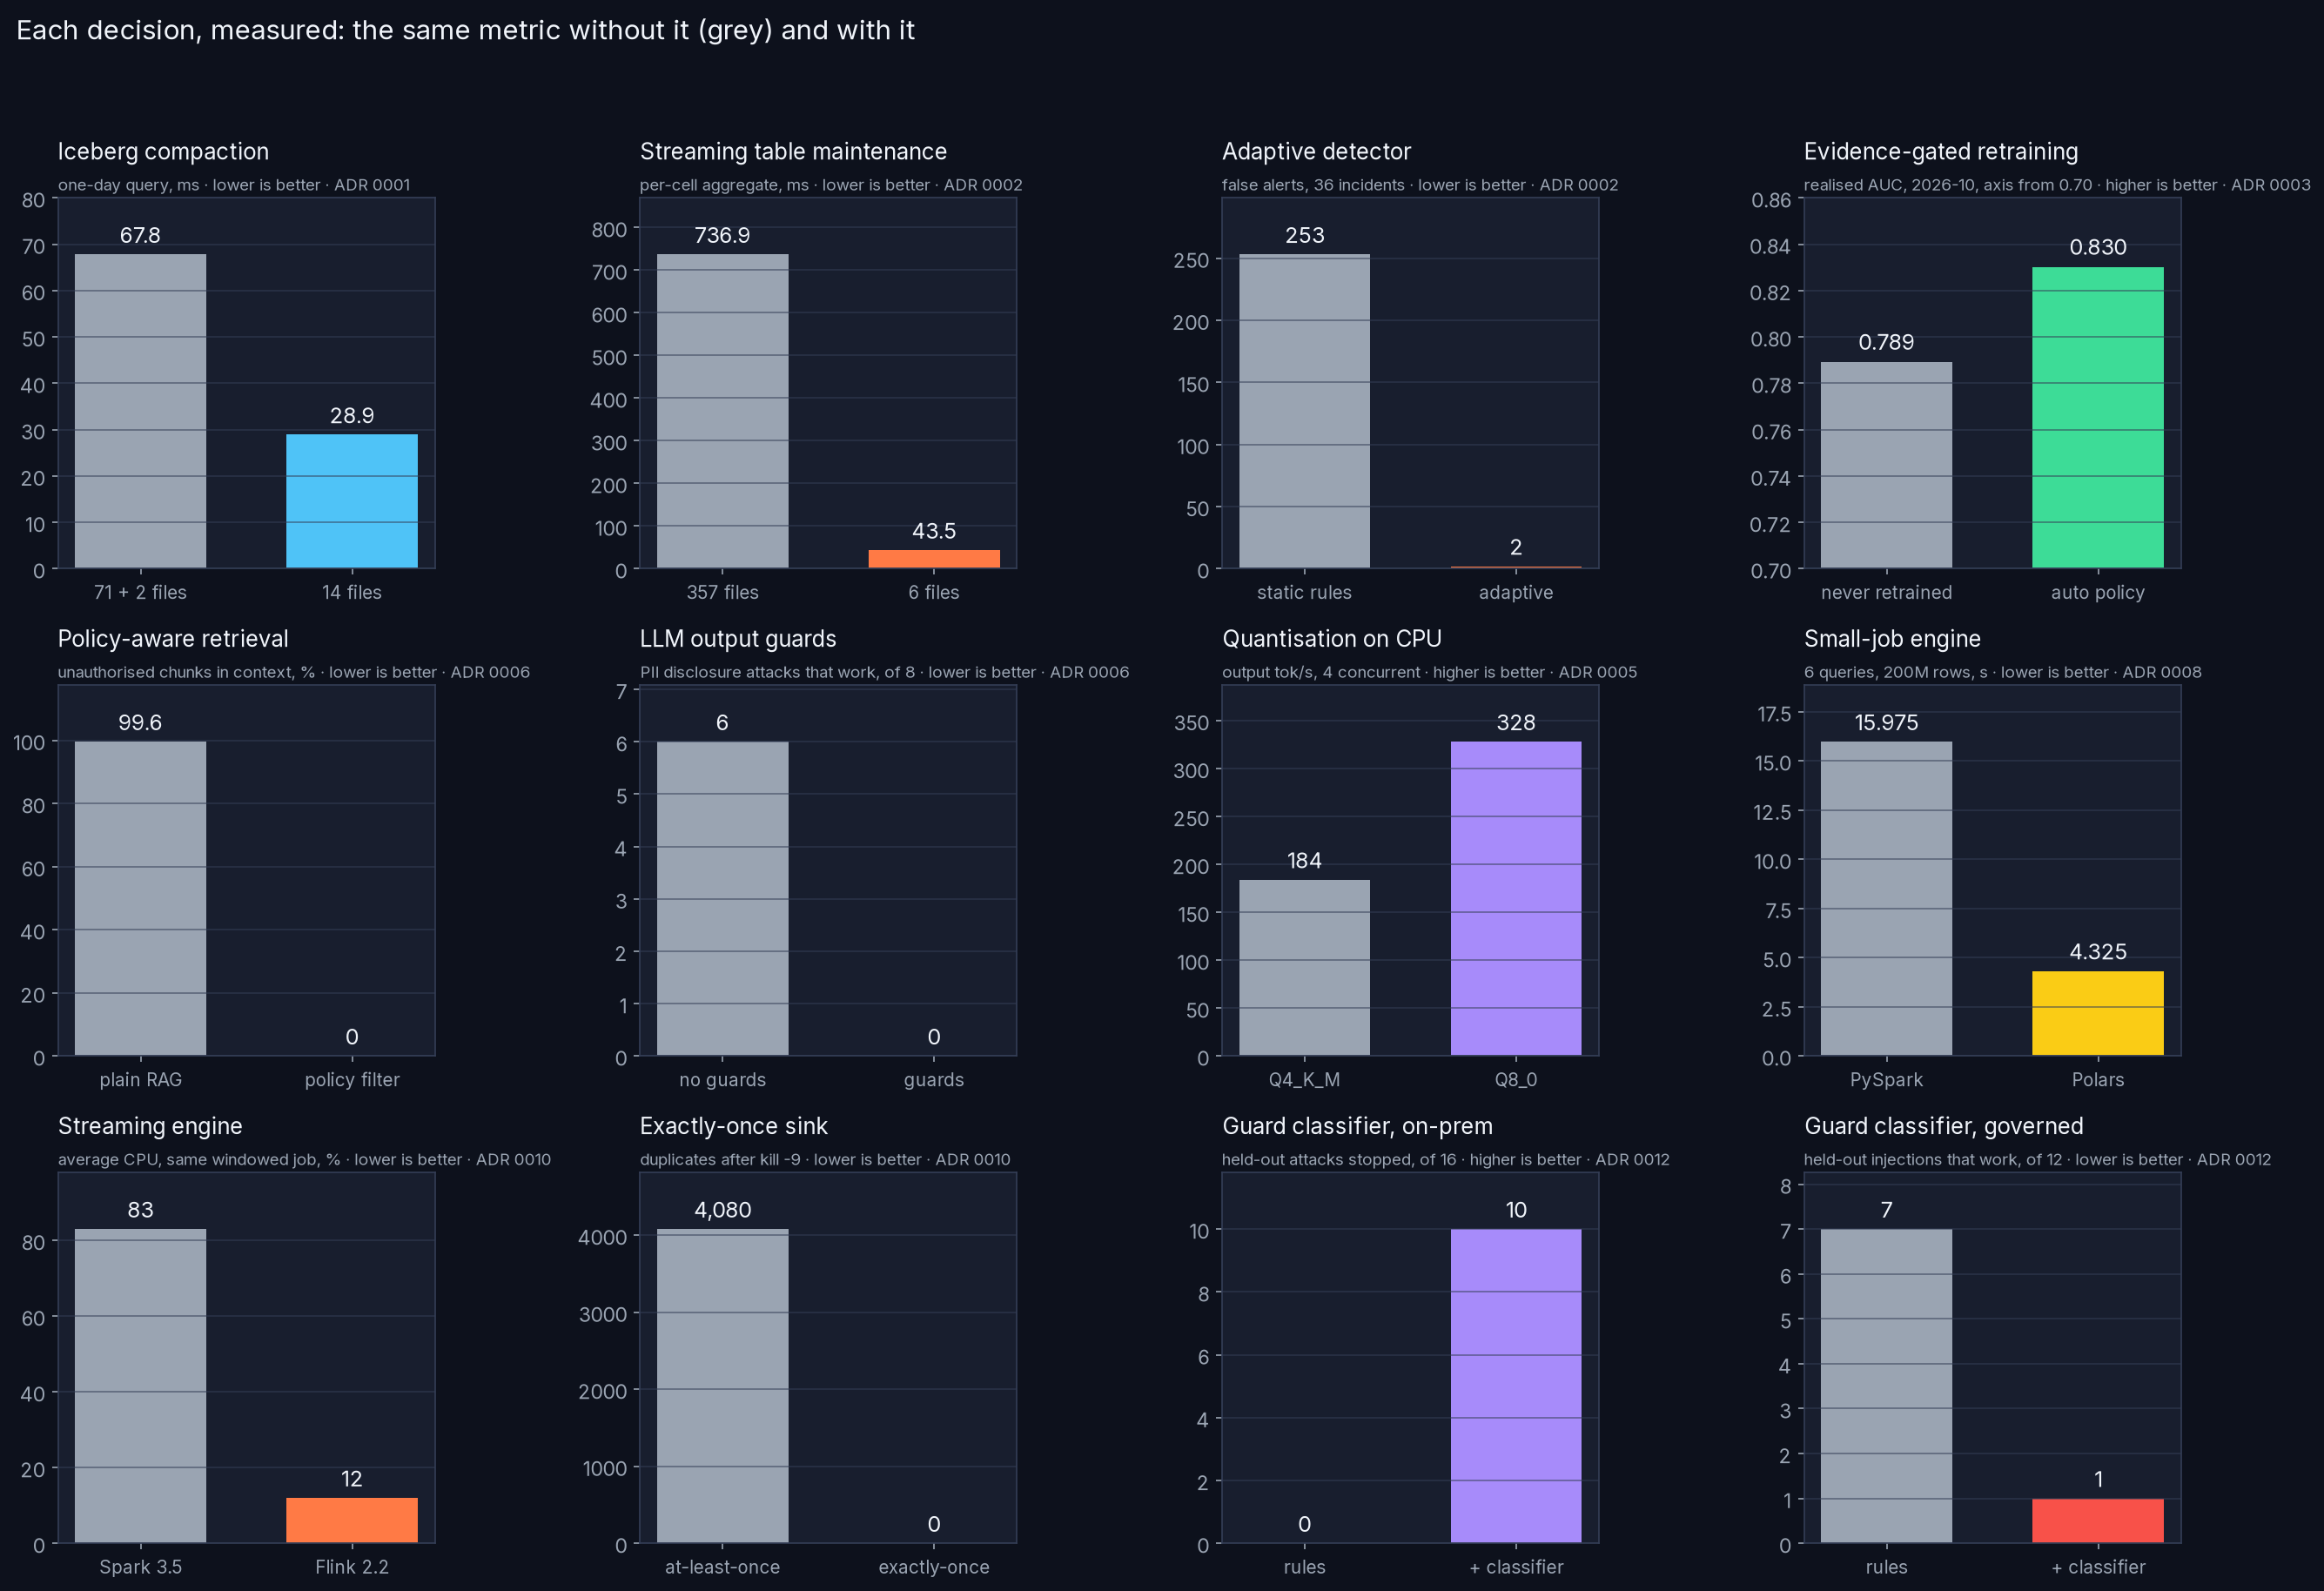 Each decision, measured: the same metric without it (grey) and with it
Iceberg compaction
one-day query, ms · lower is better · ADR 0001
80
70
60
50
40
30
20
10
0
67.8
28.9
71 + 2 files
14 files
Streaming table maintenance
per-cell aggregate, ms · lower is better · ADR 0002
800
700
600
500
400
300
200
100
0
736.9
43.5
357 files
6 files
Adaptive detector
false alerts, 36 incidents · lower is better · ADR 0002
250
200
150
100
50
0
253
2
static rules
adaptive
Evidence-gated retraining
realised AUC, 2026-10, axis from 0.70 · higher is better · ADR 0003
0.86
0.84
0.82
0.80
0.78
0.76
0.74
0.72
0.70
0.789
0.830
never retrained
auto policy
Policy-aware retrieval
unauthorised chunks in context, % · lower is better · ADR 0006
100
80
60
40
20
0
99.6
0
plain RAG
policy filter
LLM output guards
PII disclosure attacks that work, of 8 · lower is better · ADR 0006
7
6
5
4
3
2
1
0
6
0
no guards
guards
Quantisation on CPU
output tok/s, 4 concurrent · higher is better · ADR 0005
350
300
250
200
150
100
50
0
184
328
Q4_K_M
Q8_0
Small-job engine
6 queries, 200M rows, s · lower is better · ADR 0008
17.5
15.0
12.5
10.0
7.5
5.0
2.5
0.0
15.975
4.325
PySpark
Polars
Streaming engine
average CPU, same windowed job, % · lower is better · ADR 0010
80
60
40
20
0
83
12
Spark 3.5
Flink 2.2
Exactly-once sink
duplicates after kill -9 · lower is better · ADR 0010
4000
3000
2000
1000
0
4,080
0
at-least-once
exactly-once
Guard classifier, on-prem
held-out attacks stopped, of 16 · higher is better · ADR 0012
10
8
6
4
2
0
0
10
rules
+ classifier
Guard classifier, governed
held-out injections that work, of 12 · lower is better · ADR 0012
8
7
6
5
4
3
2
1
0
7
1
rules
+ classifier